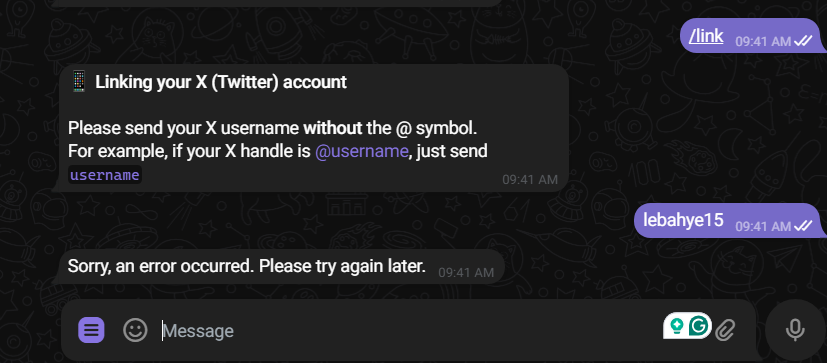 /link 09:41 AM
Linking your X (Twitter) account
Please send your X username without the @ symbol.
For example, if your X handle is @username, just send
username
09:41 AM
lebahye15 09:41 AM
Sorry, an error occurred. Please try again later. 09:41 AM
Message